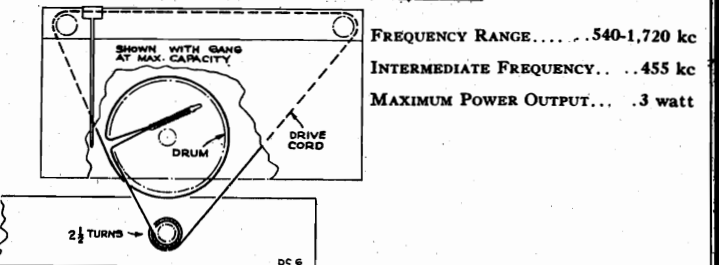 SHOWN WITH GANG
AT MAX. CAPACITY
DRUM
DRIVE
CORD
2½ TURNS
DS 6
FREQUENCY RANGE.... ..540-1,720 kc
INTERMEDIATE FREQUENCY.. ..455 kc
MAXIMUM POWER OUTPUT... .3 watt